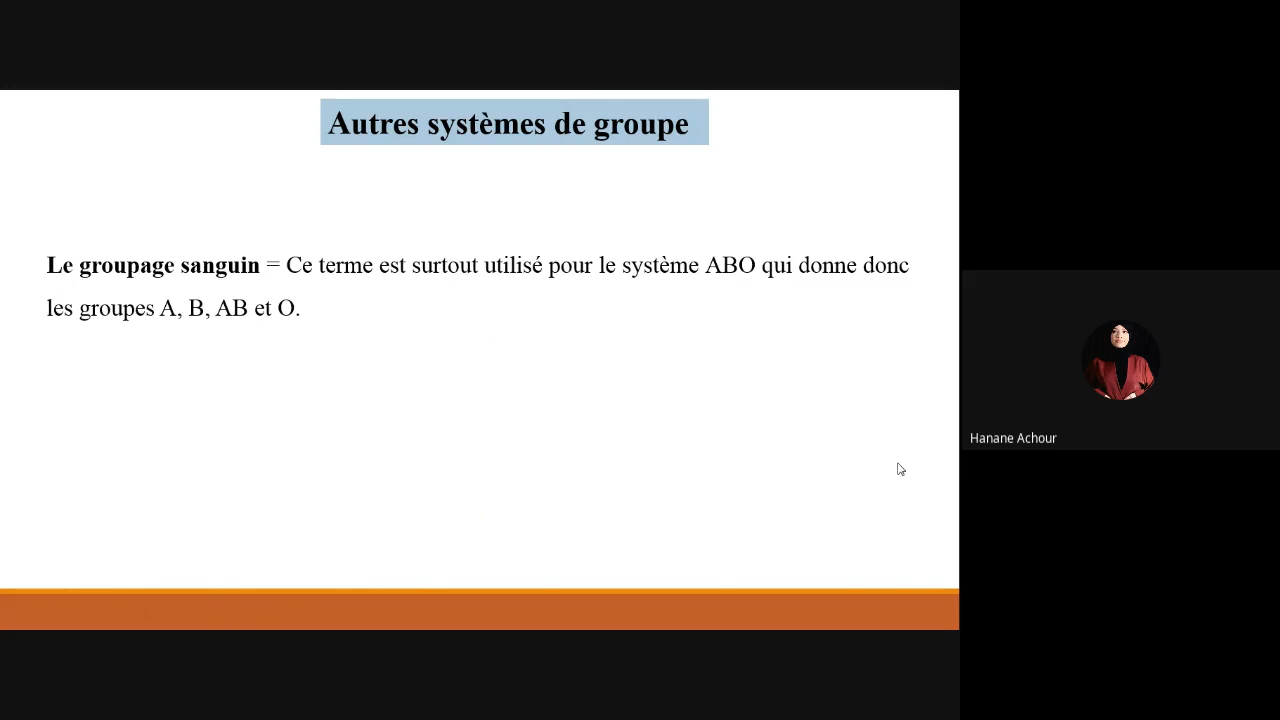 Autres systèmes de groupe
Le groupage sanguin = Ce terme est surtout utilisé pour le système ABO qui donne donc
les groupes A, B, AB et O.
Hanane Achour